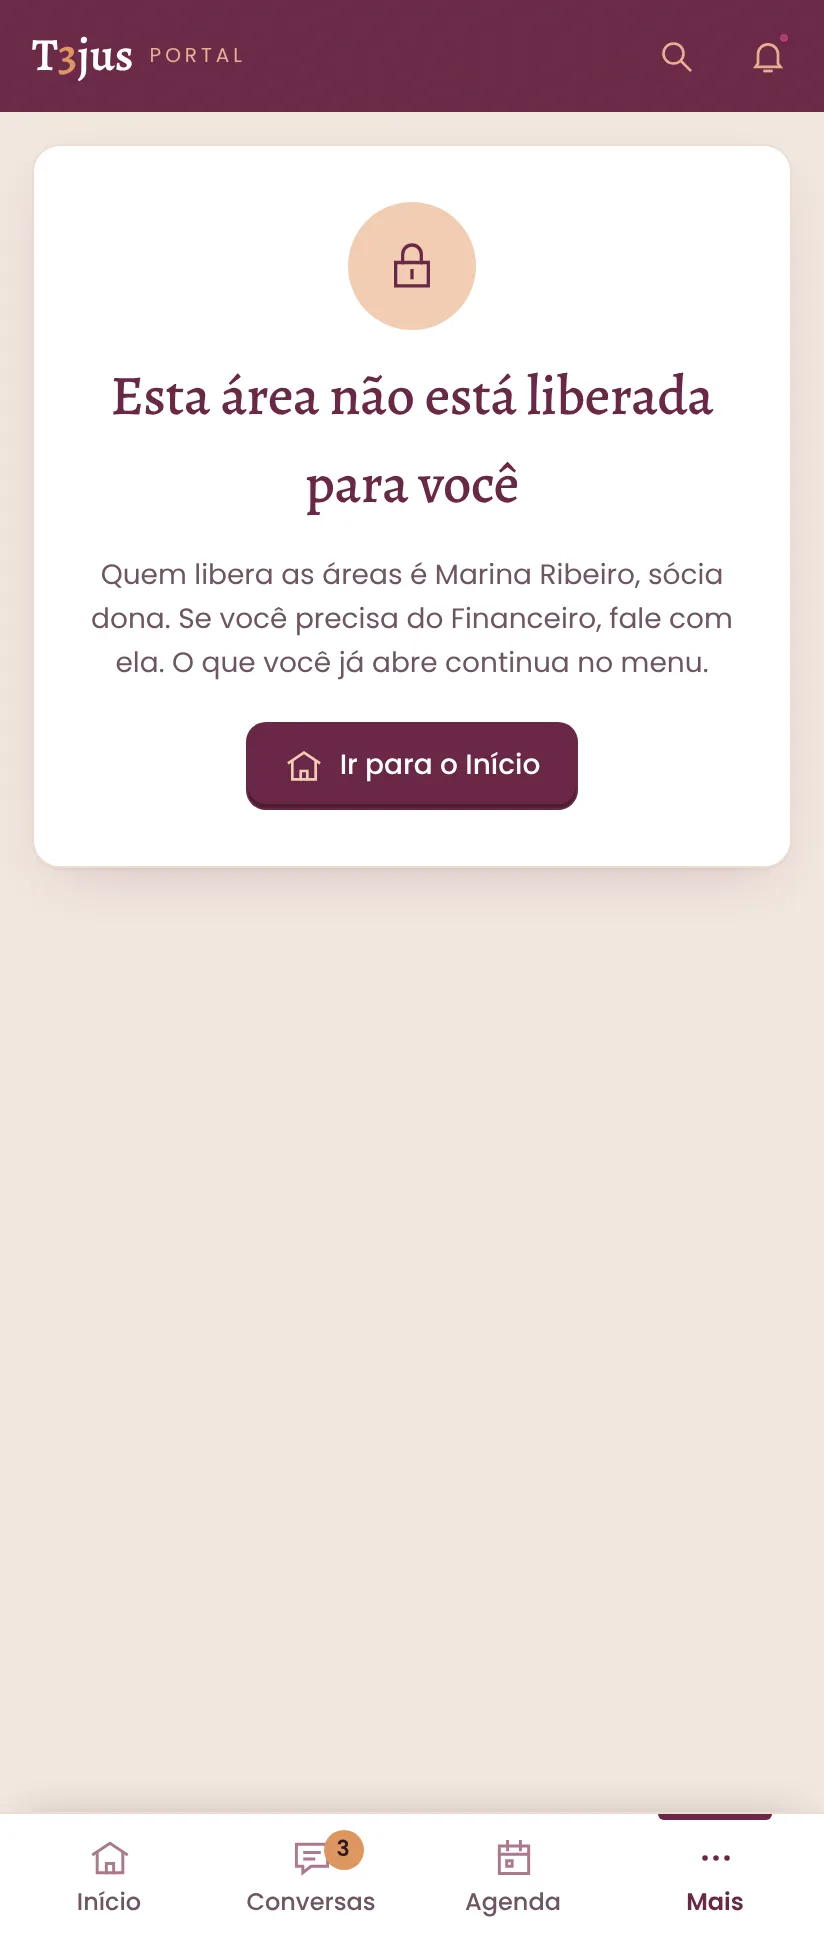 T3jus PORTAL
Esta área não está liberada
para você
Quem libera as áreas é Marina Ribeiro, sócia
dona. Se você precisa do Financeiro, fale com
ela. O que você já abre continua no menu.
Ir para o Início
3
Início Conversas Agenda Mais